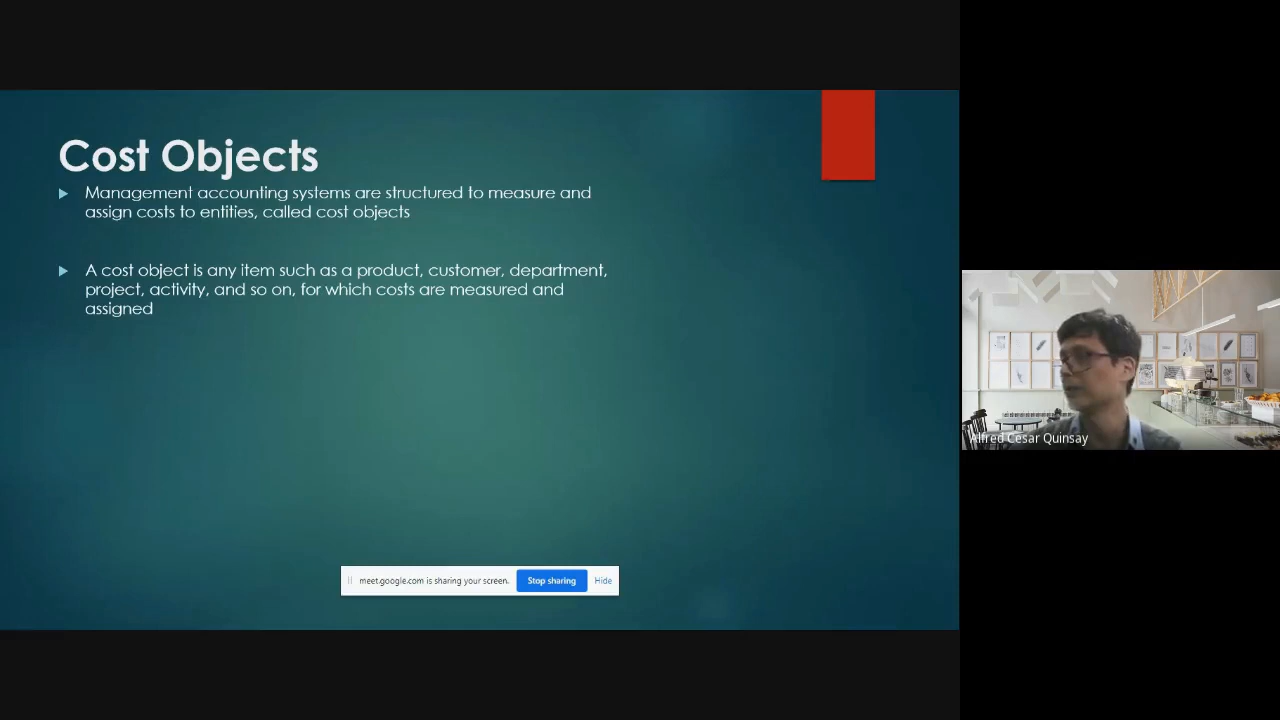 Cost Objects
Management accounting systems are structured to measure and
assign costs to entities, called cost objects
A cost object is any item such as a product, customer, department,
project, activity, and so on, for which costs are measured and
assigned
meet.google.com is sharing your screen. Stop sharing Hide
Alfred Cesar Quinsay